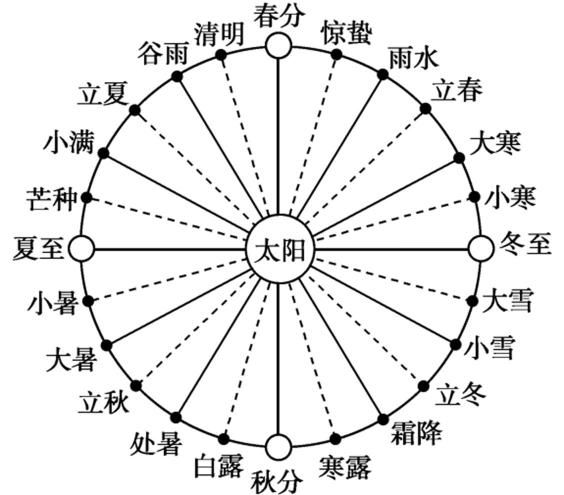 春分
清明
惊蛰
谷雨
雨水
立夏
立春
小满
大寒
芒种
小寒
夏至
太阳
冬至
小暑
大雪
大暑
小雪
立秋
立冬
处暑
霜降
白露
寒露
秋分